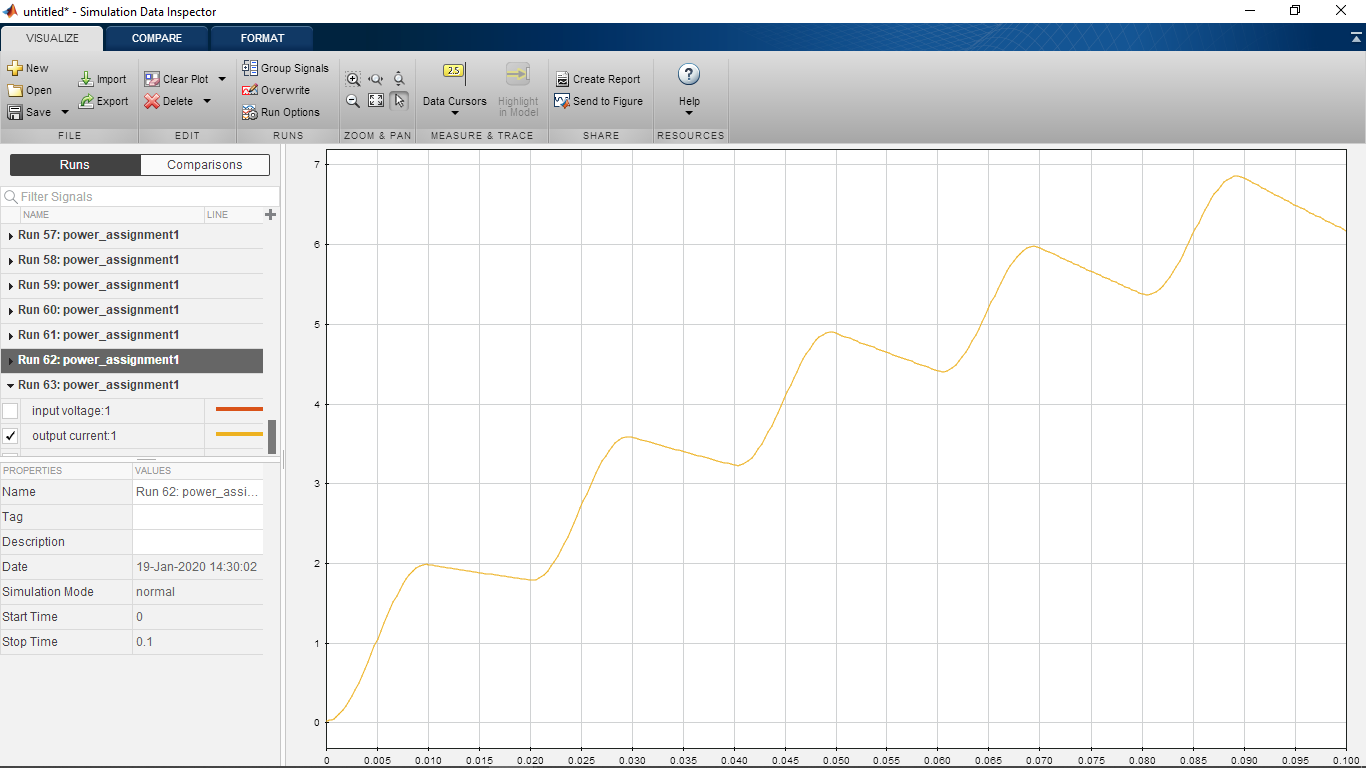 untitled* - Simulation Data Inspector
VISUALIZE COMPARE FORMAT
New Import Clear Plot Group Signals 2.5 Create Report ?
Open Export Delete Overwrite Data Cursors Highlight in Model Send to Figure Help
Save Run Options
FILE EDIT RUNS ZOOM & PAN MEASURE & TRACE SHARE RESOURCES
Runs Comparisons
Filter Signals
NAME LINE
Run 57: power_assignment1
Run 58: power_assignment1
Run 59: power_assignment1
Run 60: power_assignment1
Run 61: power_assignment1
Run 62: power_assignment1
Run 63: power_assignment1
input voltage:1
output current:1
PROPERTIES VALUES
Name Run 62: power_assi...
Tag
Description
Date 19-Jan-2020 14:30:02
Simulation Mode normal
Start Time 0
Stop Time 0.1
7
6
5
4
3
2
1
0
0 0.005 0.010 0.015 0.020 0.025 0.030 0.035 0.040 0.045 0.050 0.055 0.060 0.065 0.070 0.075 0.080 0.085 0.090 0.095 0.100